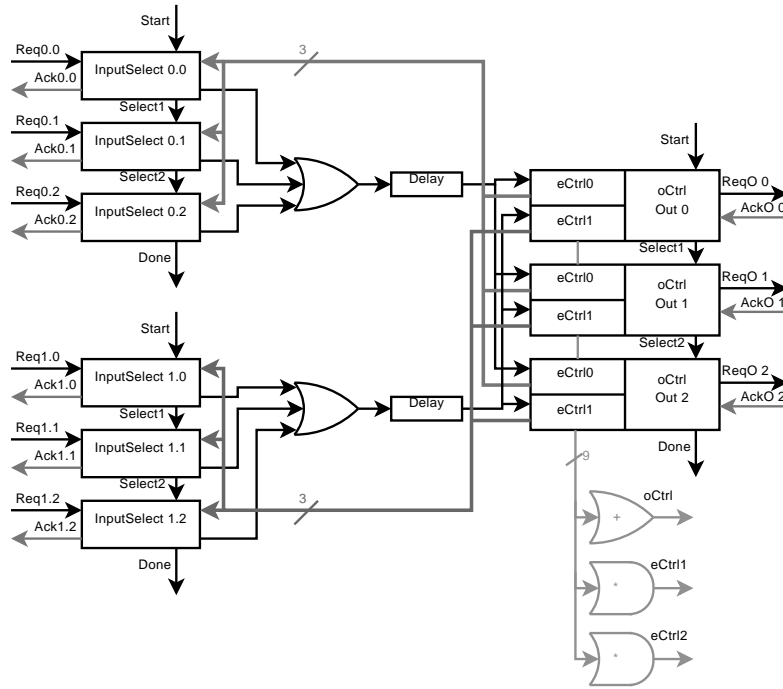 Start
Req0.0
InputSelect 0.0
Ack0.0
3
Select1
Req0.1
InputSelect 0.1
Ack0.1
Select2
Req0.2
InputSelect 0.2
Ack0.2
Done
Delay
Start
eCtrl0
eCtrl1
oCtrl
Out 0
ReqO 0
AckO 0
Select1
eCtrl0
eCtrl1
oCtrl
Out 1
ReqO 1
AckO 1
Select2
eCtrl0
eCtrl1
oCtrl
Out 2
ReqO 2
AckO 2
Done
Start
Req1.0
InputSelect 1.0
Ack1.0
Select1
Req1.1
InputSelect 1.1
Ack1.1
Select2
Req1.2
InputSelect 1.2
Ack1.2
Done
Delay
3
9
oCtrl
+
eCtrl1
*
eCtrl2
*